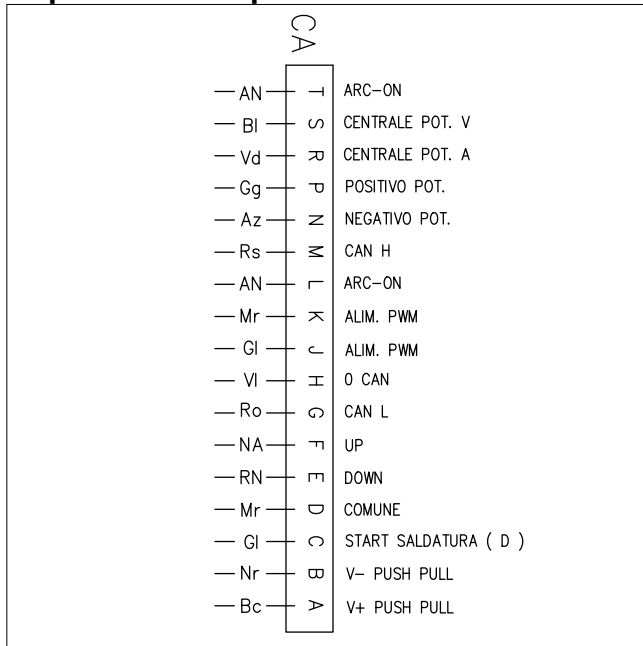 CA
AN T ARC-ON
Bl S CENTRALE POT. V
Vd R CENTRALE POT. A
Gg P POSITIVO POT.
Az N NEGATIVO POT.
Rs M CAN H
AN L ARC-ON
Mr K ALIM. PWM
Gl J ALIM. PWM
Vl H 0 CAN
Ro G CAN L
NA F UP
RN E DOWN
Mr D COMUNE
Gl C START SALDATURA ( D )
Nr B V- PUSH PULL
Bc A V+ PUSH PULL